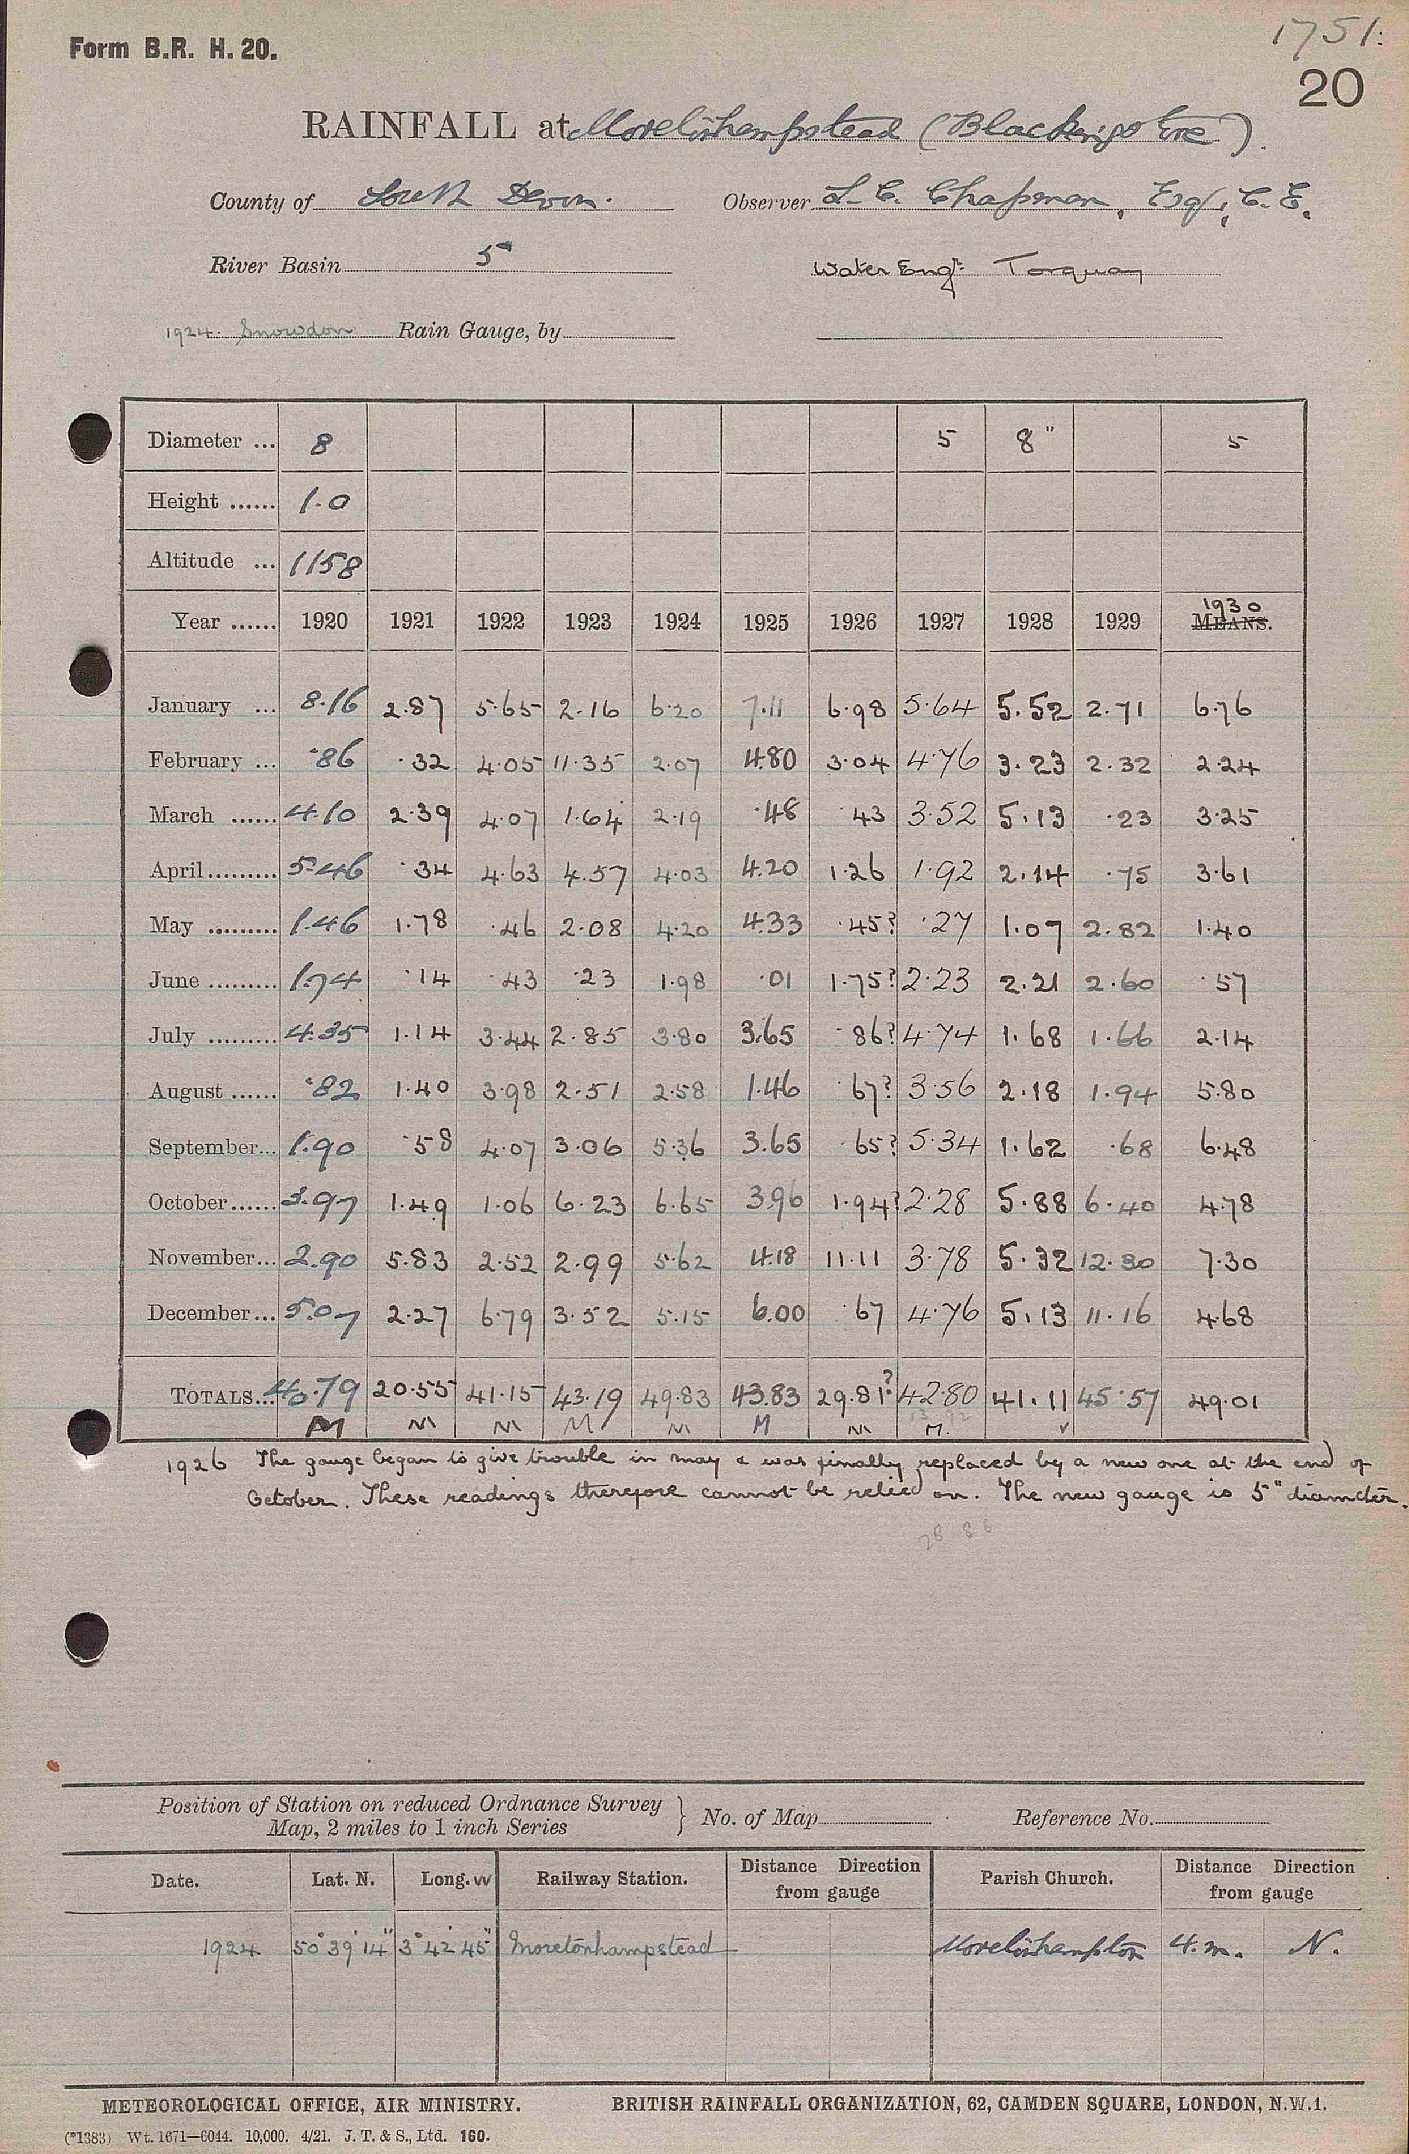 Form B.R. H. 20.
1751.
20
RAINFALL at Moretonhampstead (Blackingstone).
County of South Devon. Observer S. C. Chapman, Esq, C.E.
River Basin 5 Water Engr. Torquay
1924. Snowdon Rain Gauge, by
Diameter ... 8 5 8" 5
Height ...... 1.0
Altitude ... 1158
Year ...... 1920 1921 1922 1923 1924 1925 1926 1927 1928 1929 MEANS. 1930
January ... 8.16 2.87 5.65 2.16 6.20 7.11 6.98 5.64 5.52 2.71 6.76
February ... .86 .32 4.05 11.35 2.07 4.80 3.04 4.76 3.23 2.32 2.24
March ...... 4.10 2.39 4.07 1.64 2.19 .48 .43 3.52 5.13 .23 3.25
April ......... 5.46 .34 4.63 4.57 4.03 4.20 1.26 1.92 2.14 .75 3.61
May ......... 1.46 1.78 .46 2.08 4.20 4.33 .45? .27 1.07 2.82 1.40
June ......... 1.74 .14 .43 .23 1.98 .01 1.75? 2.23 2.21 2.60 .57
July ......... 4.35 1.14 3.44 2.85 3.80 3.65 .86? 4.74 1.68 1.66 2.14
August ...... .82 1.40 3.98 2.51 2.58 1.46 .67? 3.56 2.18 1.94 5.80
September... 1.90 .58 4.07 3.06 5.36 3.65 .65? 5.34 1.62 .68 6.48
October...... 3.97 1.49 1.06 6.23 6.65 3.96 1.94? 2.28 5.88 6.40 4.78
November... 2.90 5.83 2.52 2.99 5.62 4.18 11.11 3.78 5.32 12.30 7.30
December... 5.07 2.27 6.79 3.52 5.15 6.00 .67 4.76 5.13 11.16 4.68
TOTALS... 40.79 20.55 41.15 43.19 49.83 43.83 29.81? 42.80 41.11 45.57 49.01
M M M M M M M M. ✓
1926 The gauge began to give trouble in May & was finally replaced by a new one at the end of
October. These readings therefore cannot be relied on. The new gauge is 5" diameter.
28 88
Position of Station on reduced Ordnance Survey
Map, 2 miles to 1 inch Series } No. of Map Reference No.
Date. Lat. N. Long. W Railway Station. Distance Direction from gauge Parish Church. Distance Direction from gauge
1924. 50° 39' 14" 3° 42' 45" Moretonhampstead Moretonhampton 4. m. N.
METEOROLOGICAL OFFICE, AIR MINISTRY. BRITISH RAINFALL ORGANIZATION, 62, CAMDEN SQUARE, LONDON, N.W.1.
(*1383) Wt. 1671—6044. 10,000. 4/21. J. T. & S., Ltd. 160.